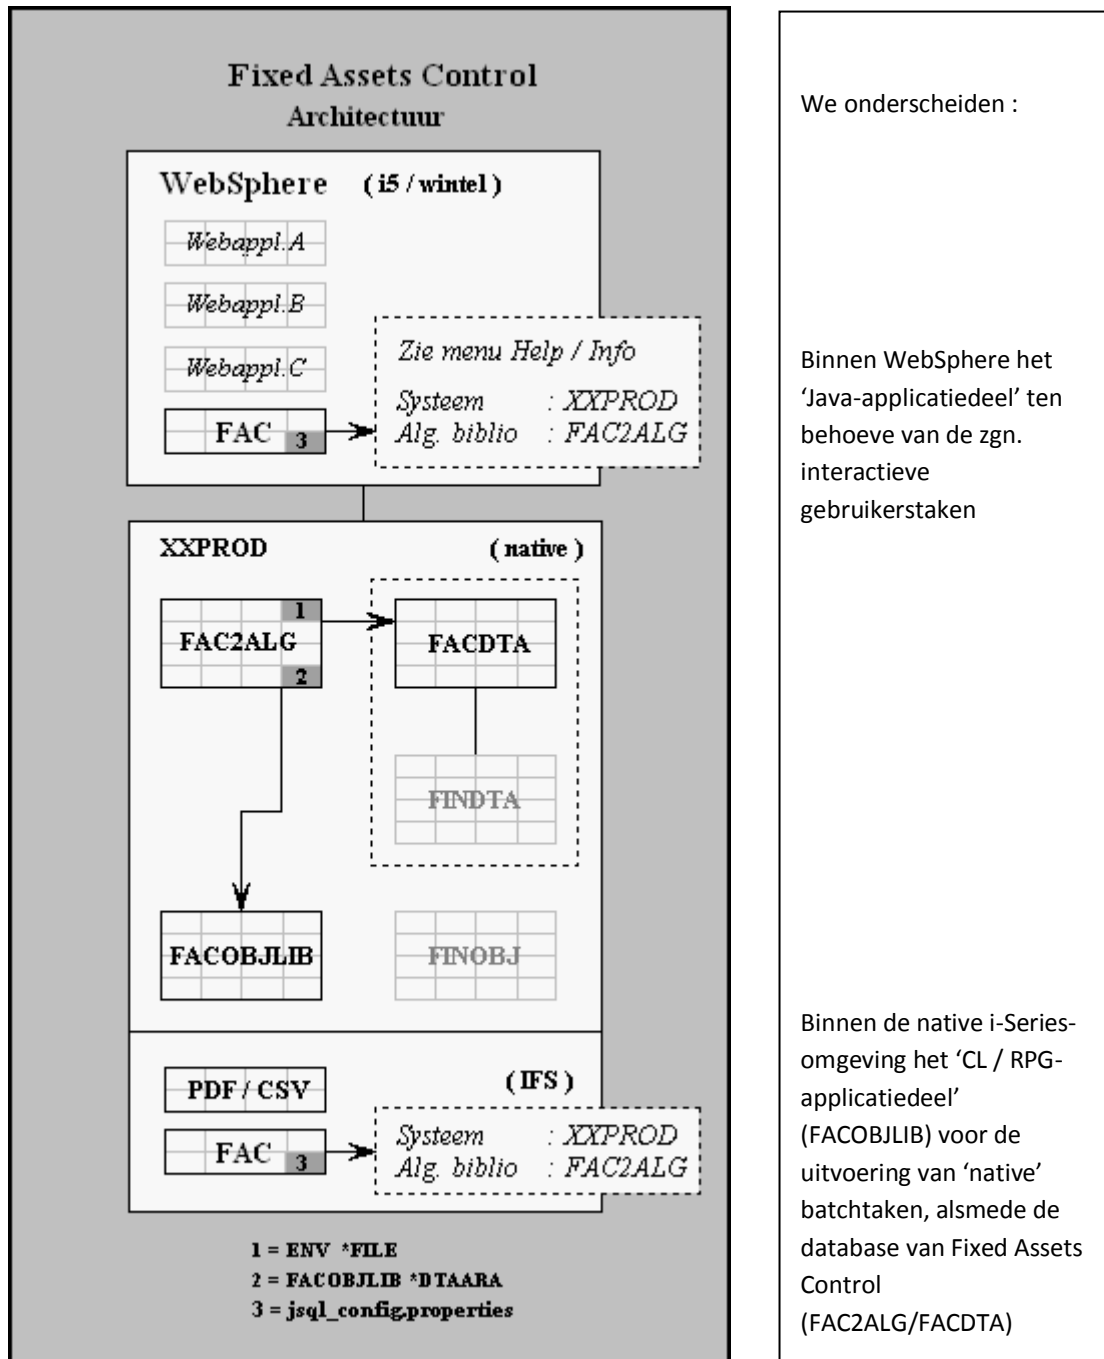 Fixed Assets Control
Architectuur
WebSphere ( i5 / wintel )
Webappl.A
Webappl.B
Webappl.C
FAC 3
Zie menu Help / Info
Systeem : XXPROD
Alg. biblio : FAC2ALG
XXPROD ( native )
1
FAC2ALG
2
FACDTA
FINDTA
FACOBJLIB
FINOBJ
PDF / CSV ( IFS )
FAC 3
Systeem : XXPROD
Alg. biblio : FAC2ALG
1 = ENV *FILE
2 = FACOBJLIB *DTAARA
3 = jsql_config.properties
We onderscheiden :
Binnen WebSphere het
‘Java-applicatiedeel’ ten
behoeve van de zgn.
interactieve
gebruikerstaken
Binnen de native i-Series-
omgeving het ‘CL / RPG-
applicatiedeel’
(FACOBJLIB) voor de
uitvoering van ‘native’
batchtaken, alsmede de
database van Fixed Assets
Control
(FAC2ALG/FACDTA)